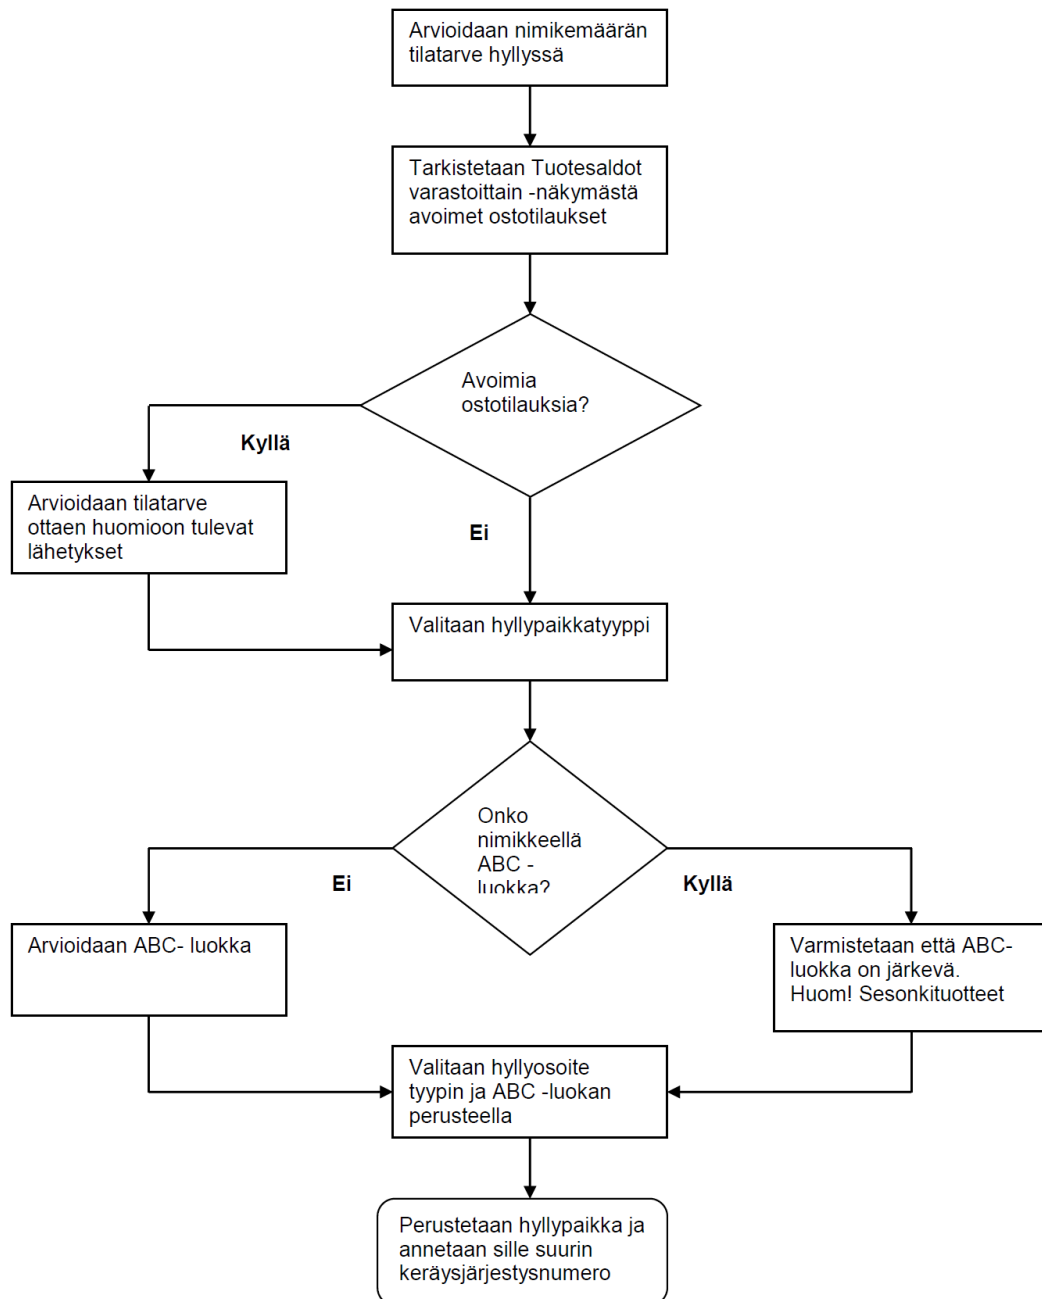 Arvioidaan nimikemäärän
tilatarve hyllyssä
Tarkistetaan Tuotesaldot
varastoittain -näkymästä
avoimet ostotilaukset
Avoimia
ostotilauksia?
Kyllä
Arvioidaan tilatarve
ottaen huomioon tulevat
lähetykset
Ei
Valitaan hyllypaikkatyyppi
Onko
nimikkeellä
ABC -
luokka?
Ei
Kyllä
Arvioidaan ABC- luokka
Varmistetaan että ABC-
luokka on järkevä.
Huom! Sesonkituotteet
Valitaan hyllyosoite
tyypin ja ABC -luokan
perusteella
Perustetaan hyllypaikka ja
annetaan sille suurin
keräysjärjestysnumero